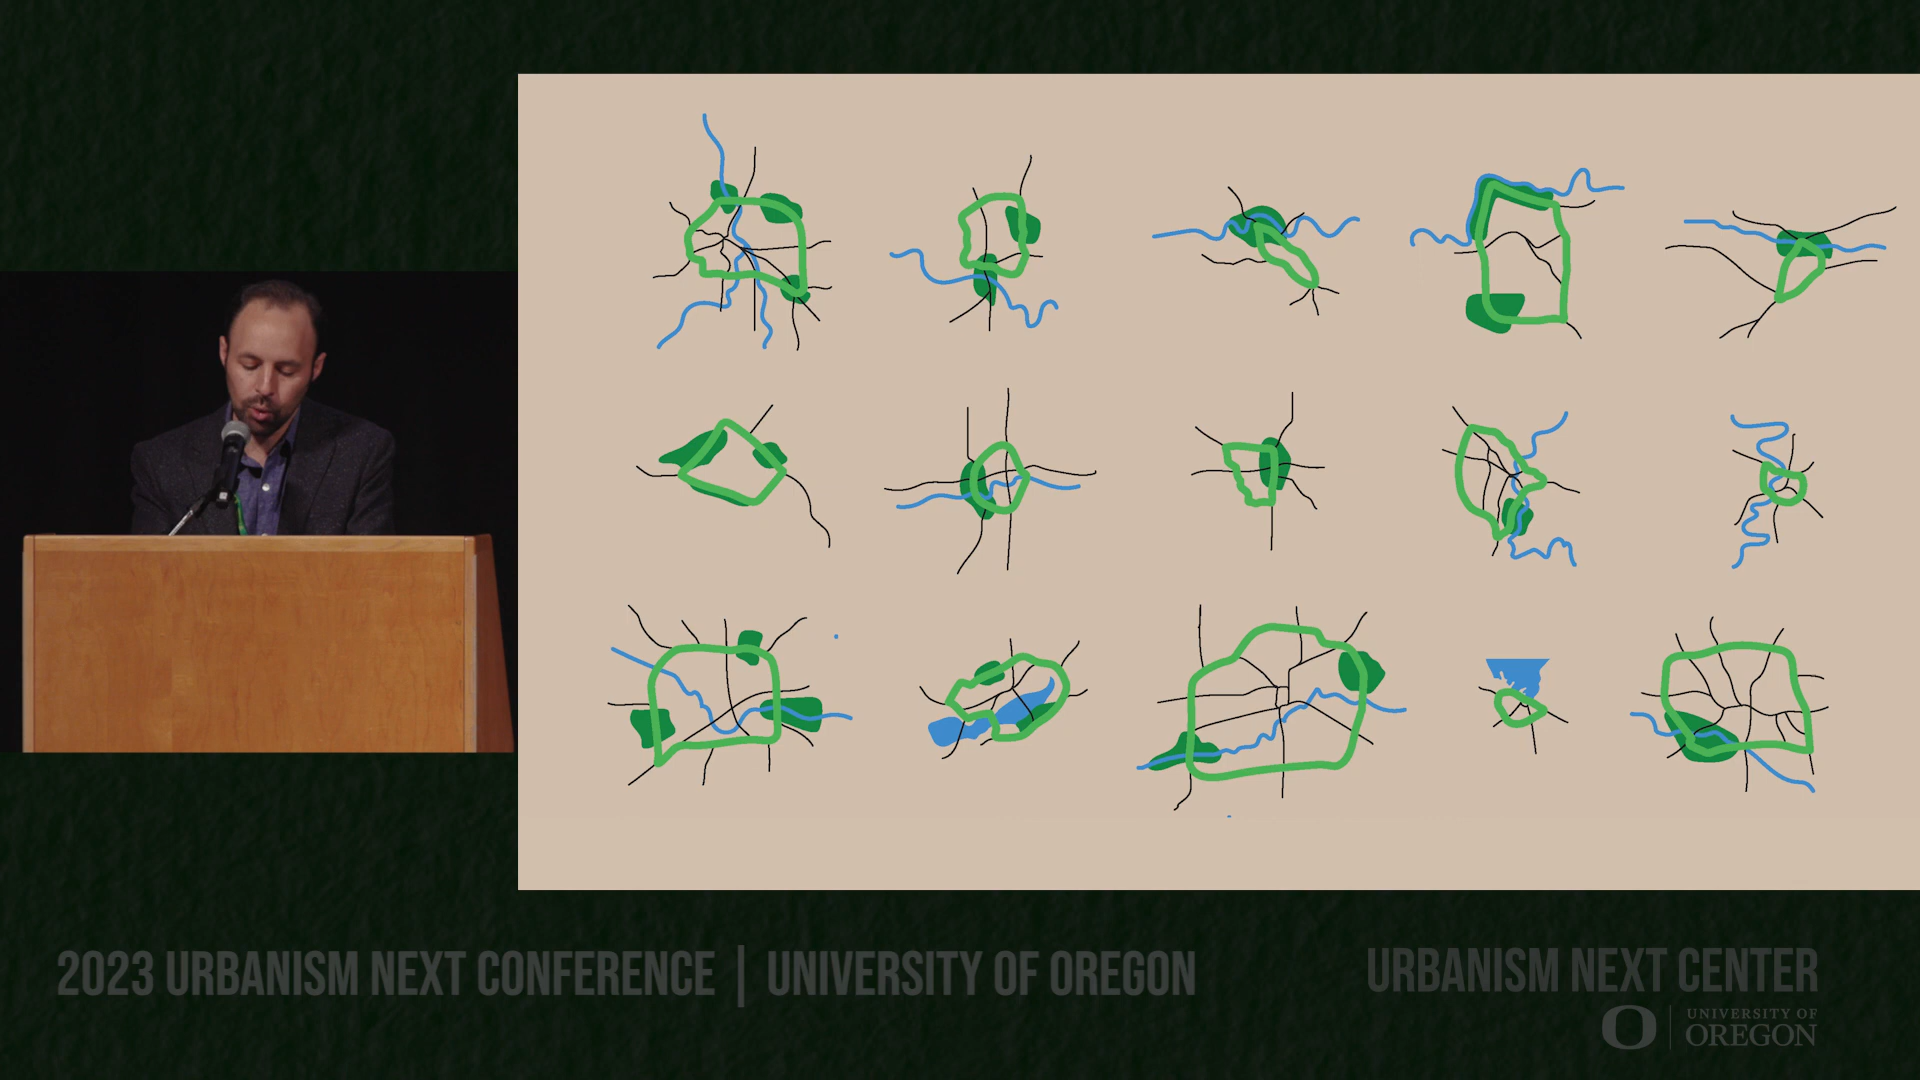 2023 URBANISM NEXT CONFERENCE | UNIVERSITY OF OREGON
URBANISM NEXT CENTER
O
UNIVERSITY OF
OREGON